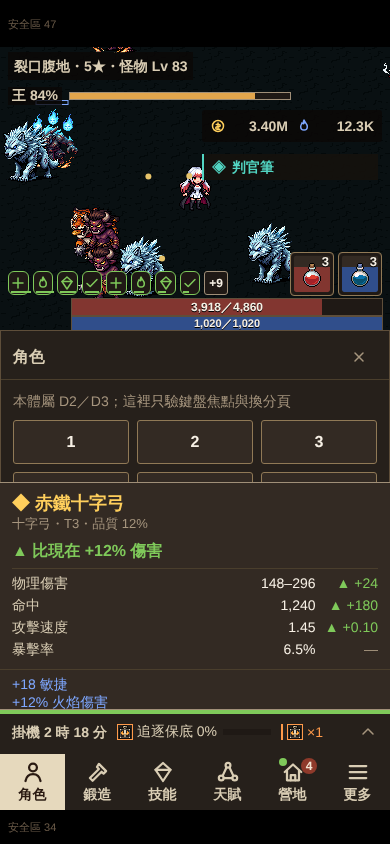 安全區 47
裂口腹地・5★・怪物 Lv 83
王 84%
3.40M 12.3K
◈ 判官筆
3 3
+9
3,918／4,860
1,020／1,020
角色 ×
本體屬 D2／D3；這裡只驗鍵盤焦點與換分頁
1 2 3
◆ 赤鐵十字弓
十字弓・T3・品質 12%
▲ 比現在 +12% 傷害
物理傷害 148–296 ▲ +24
命中 1,240 ▲ +180
攻擊速度 1.45 ▲ +0.10
暴擊率 6.5% —
+18 敏捷
+12% 火焰傷害
掛機 2 時 18 分 追逐保底 0% ×1
4
角色 鍛造 技能 天賦 營地 更多
安全區 34